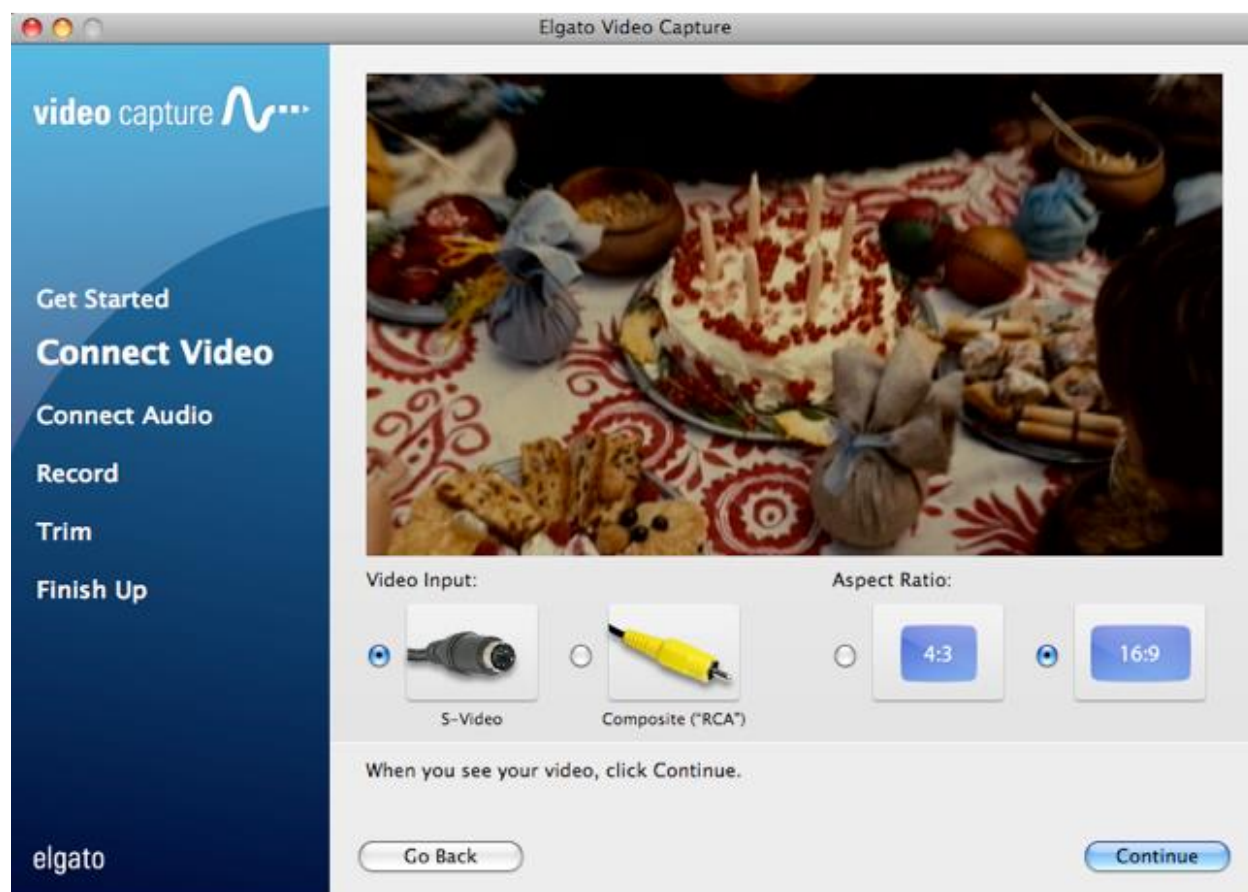 Elgato Video Capture
video capture
Get Started
Connect Video
Connect Audio
Record
Trim
Finish Up
elgato
Video Input:
S-Video
Composite ("RCA")
Aspect Ratio:
4:3
16:9
When you see your video, click Continue.
Go Back
Continue